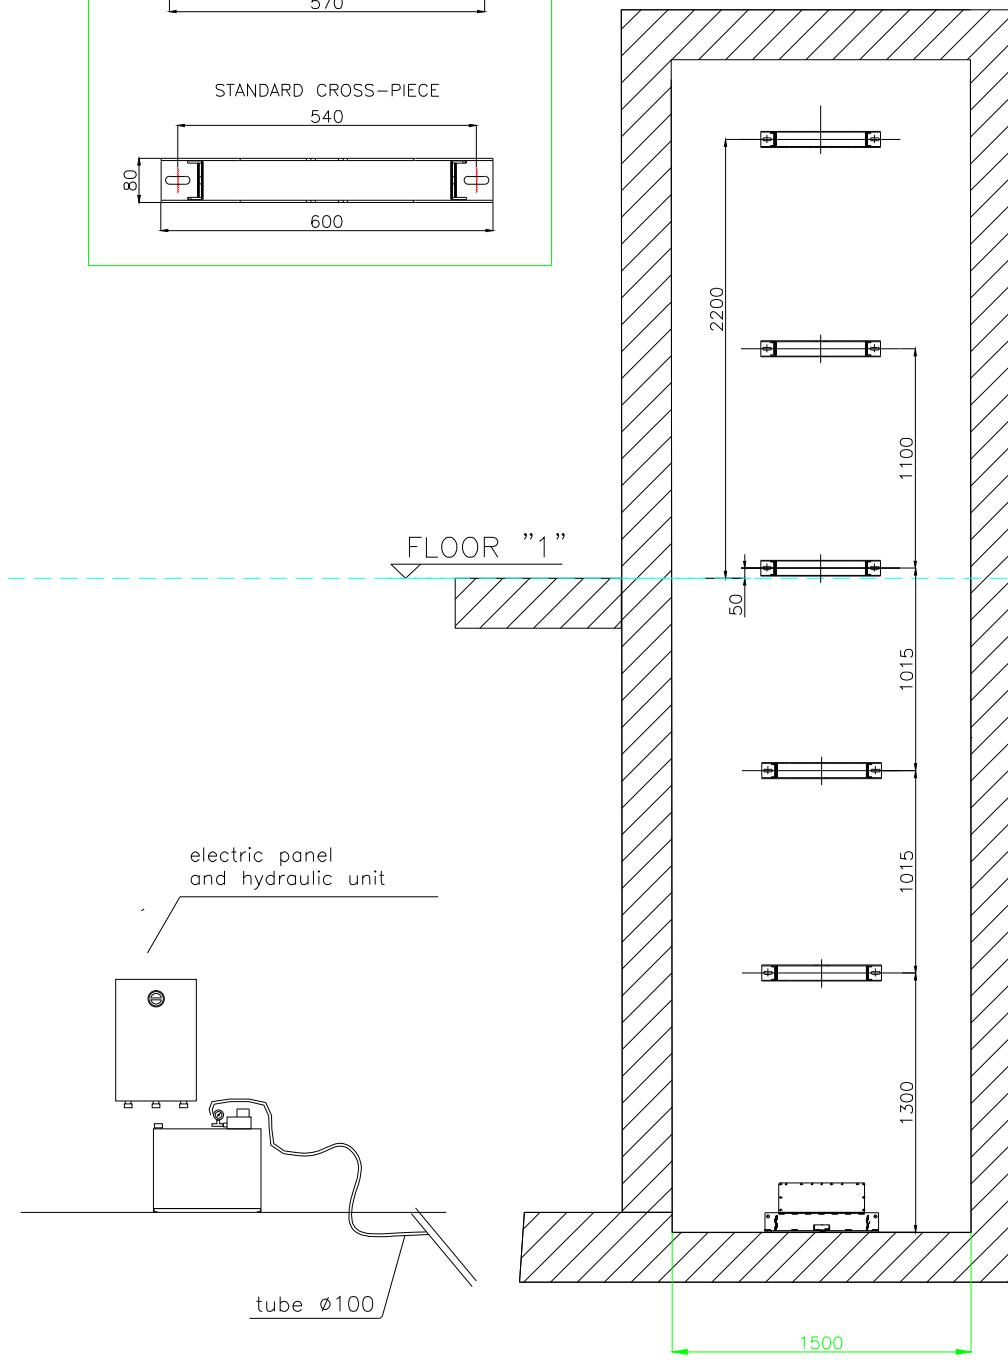 570
STANDARD CROSS-PIECE
540
80
600
2200
1100
FLOOR "1"
50
1015
1015
electric panel
and hydraulic unit
1300
tube ø100
1500